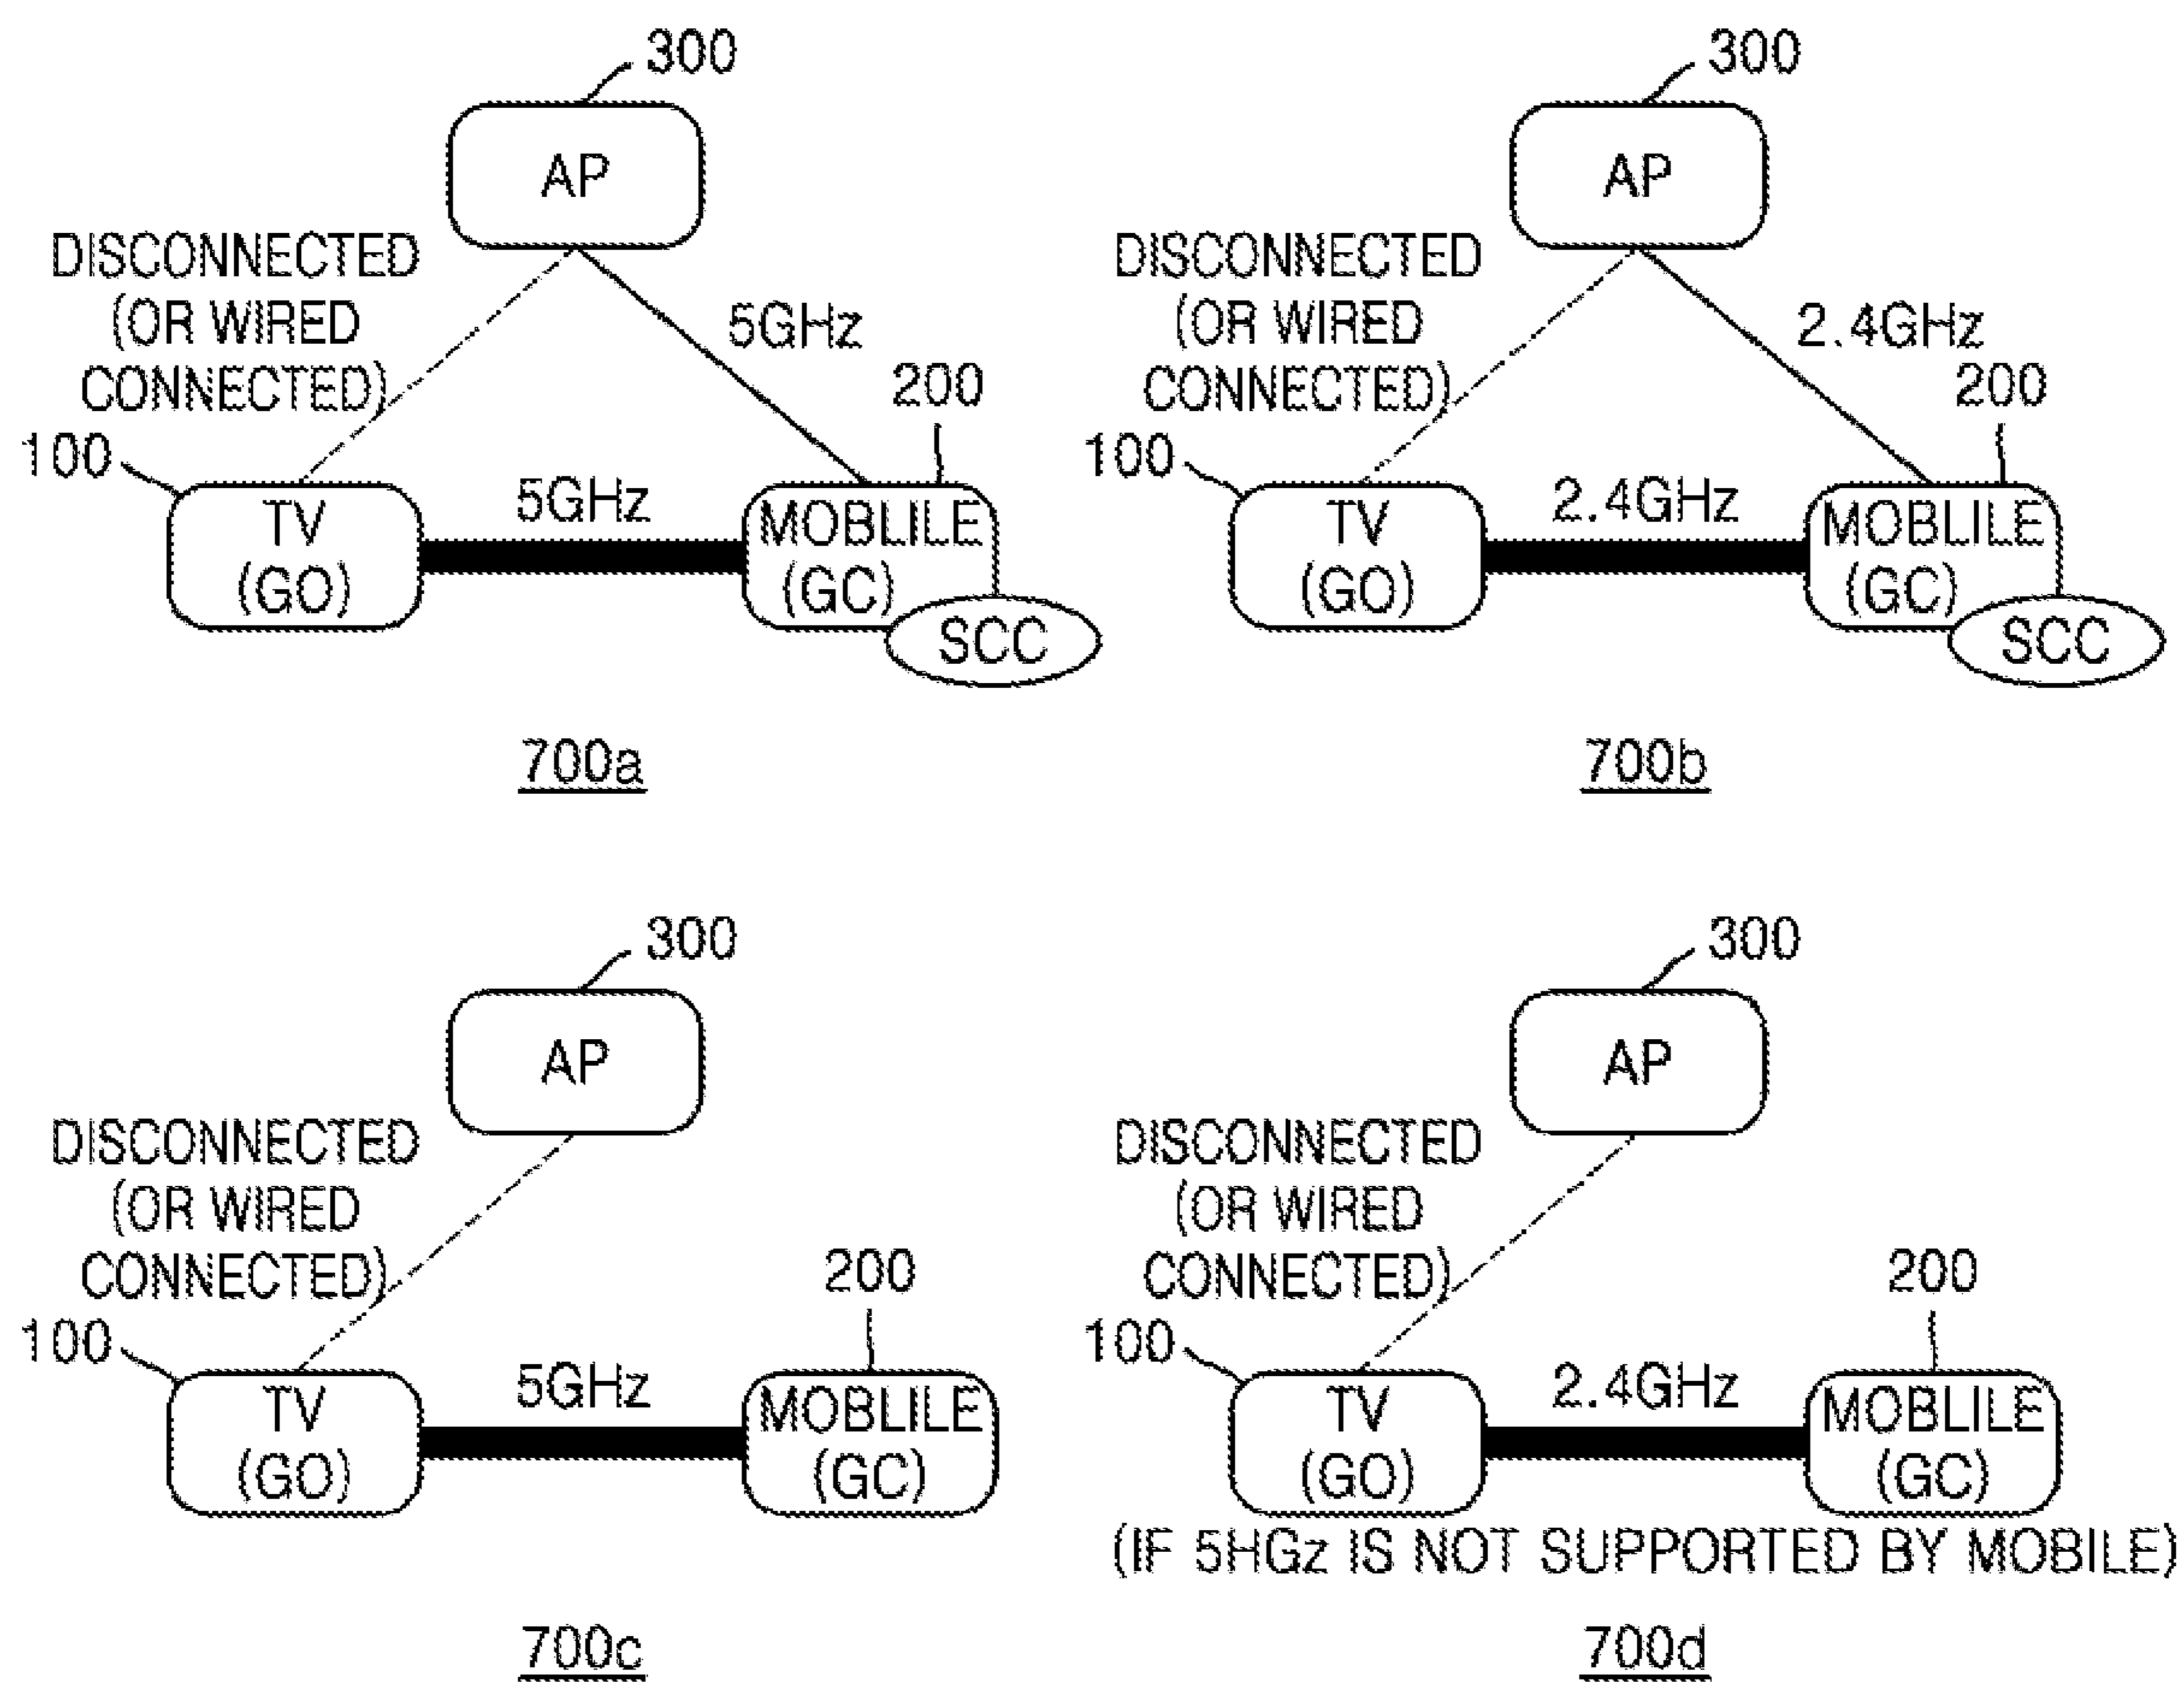 300
AP
DISCONNECTED
(OR WIRED
CONNECTED)
5GHz
200
100
TV
(GO)
5GHz
MOBLILE
(GC)
SCC
700a
300
AP
DISCONNECTED
(OR WIRED
CONNECTED)
2.4GHz
200
100
TV
(GO)
2.4GHz
MOBLILE
(GC)
SCC
700b
300
AP
DISCONNECTED
(OR WIRED
CONNECTED)
200
100
TV
(GO)
5GHz
MOBLILE
(GC)
700c
300
AP
DISCONNECTED
(OR WIRED
CONNECTED)
200
100
TV
(GO)
2.4GHz
MOBLILE
(GC)
(IF 5HGz IS NOT SUPPORTED BY MOBILE)
700d